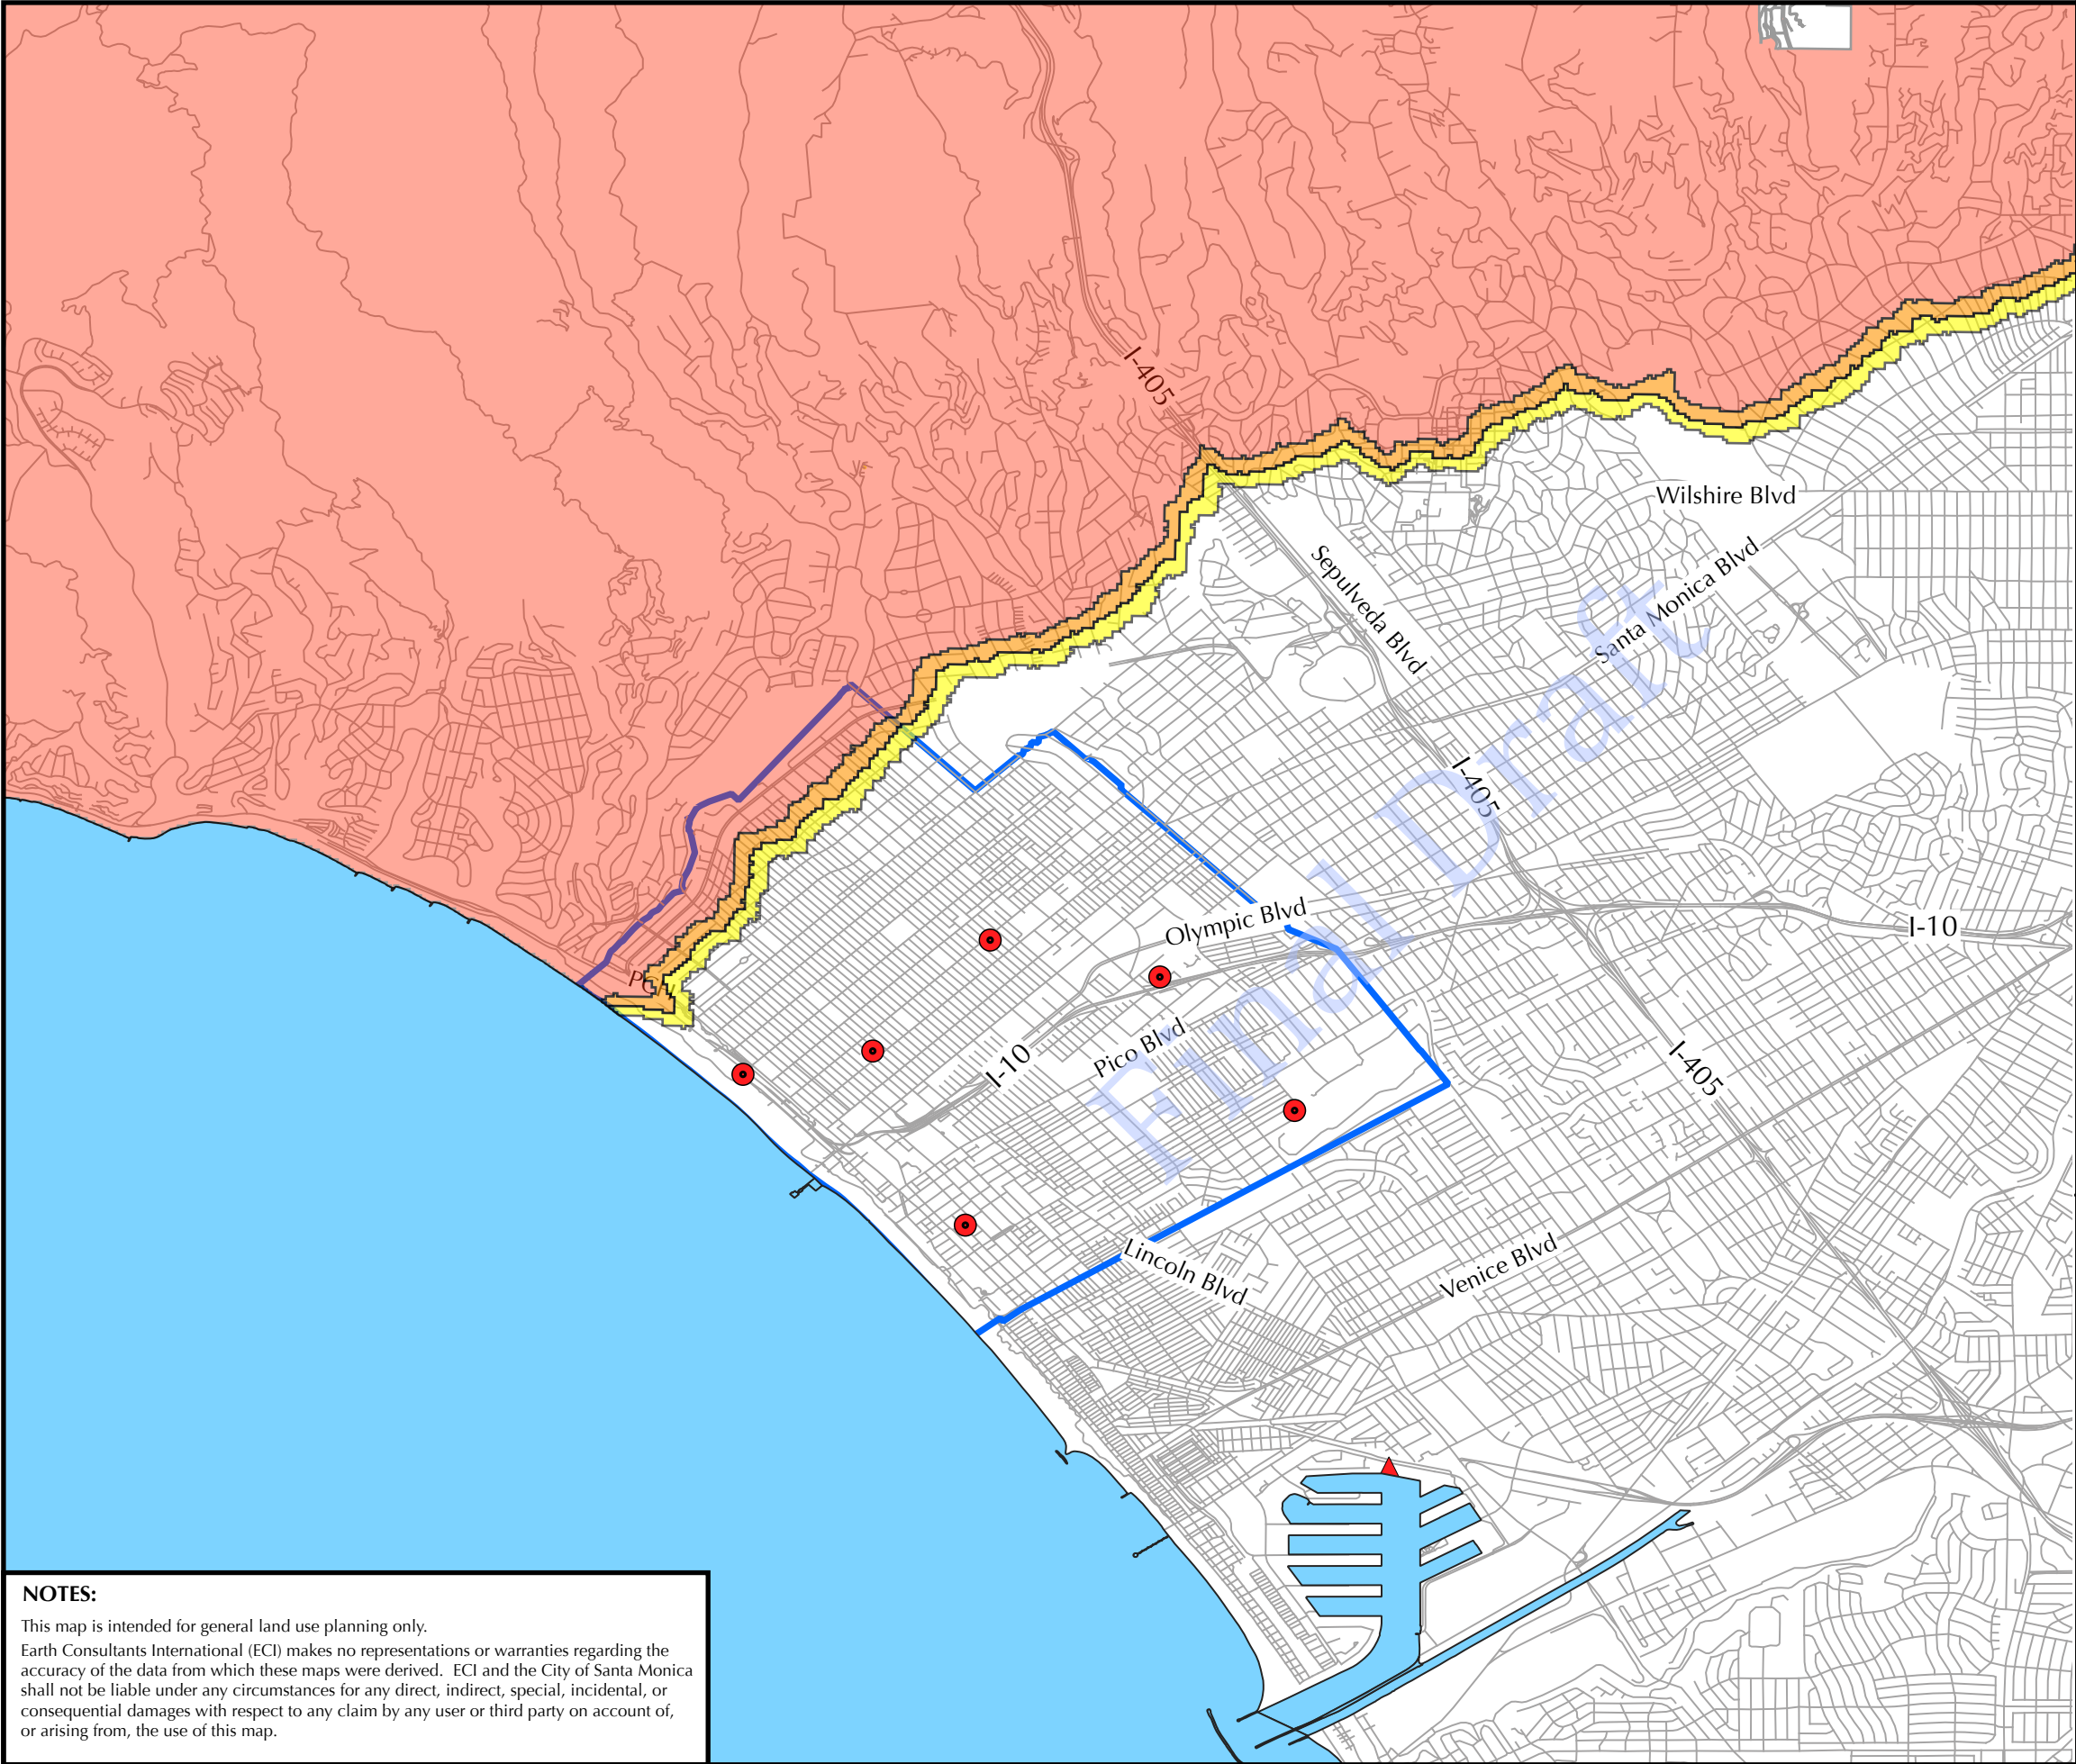 I-405
Wilshire Blvd
Sepulveda Blvd
Santa Monica Blvd
I-405
Final Draft
Olympic Blvd
I-10
I-10
Pico Blvd
I-405
Lincoln Blvd
Venice Blvd
NOTES:
This map is intended for general land use planning only.
Earth Consultants International (ECI) makes no representations or warranties regarding the
accuracy of the data from which these maps were derived. ECI and the City of Santa Monica
shall not be liable under any circumstances for any direct, indirect, special, incidental, or
consequential damages with respect to any claim by any user or third party on account of,
or arising from, the use of this map.